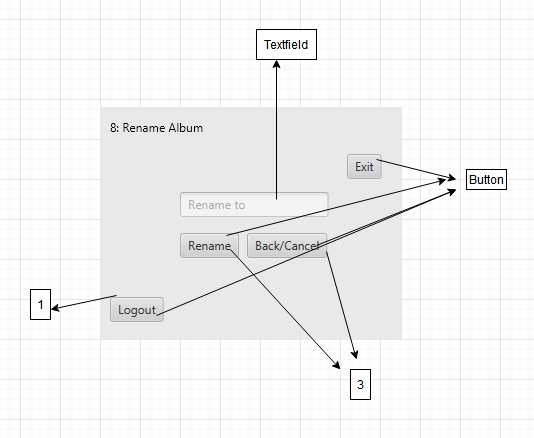 Textfield
8: Rename Album
Exit
Button
Rename to
Rename
Back/Cancel
1
Logout
3